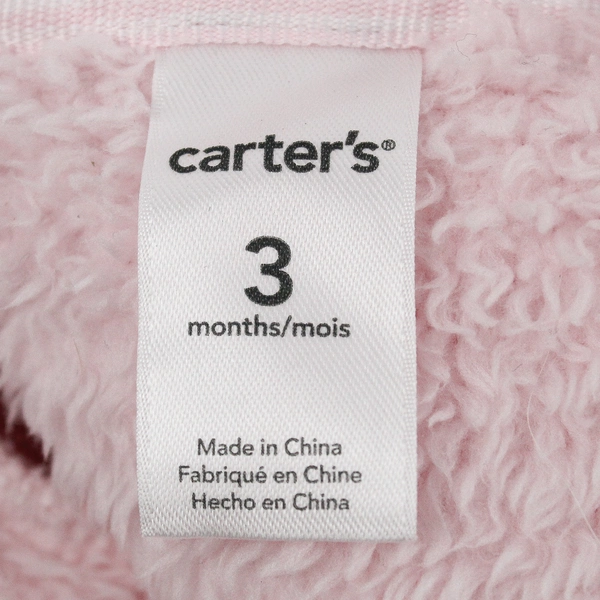 carter's®
3
months/mois
Made in China
Fabriqué en Chine
Hecho en China